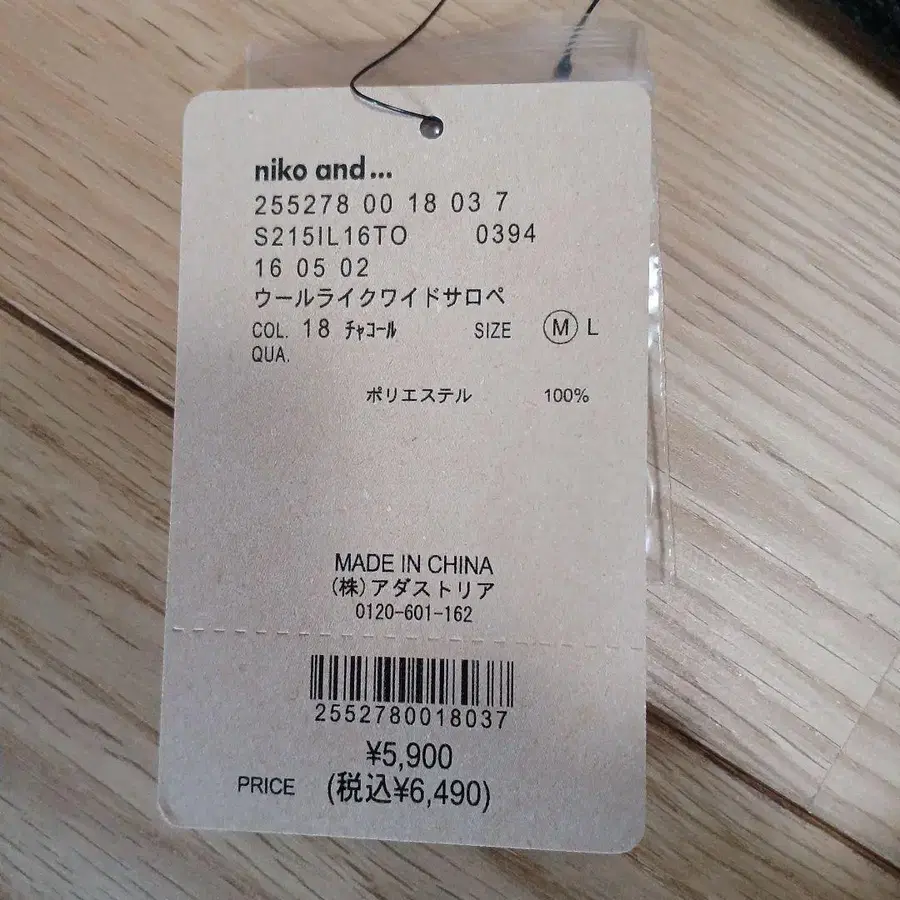 niko and...
255278 00 18 03 7
S215IL16TO 0394
16 05 02
ウールライクワイドサロペ
COL. 18 ﾁｬｺｰﾙ SIZE Ⓜ L
QUA.
ポリエステル 100%
MADE IN CHINA
(株)アダストリア
0120-601-162
2552780018037
¥5,900
PRICE (税込¥6,490)